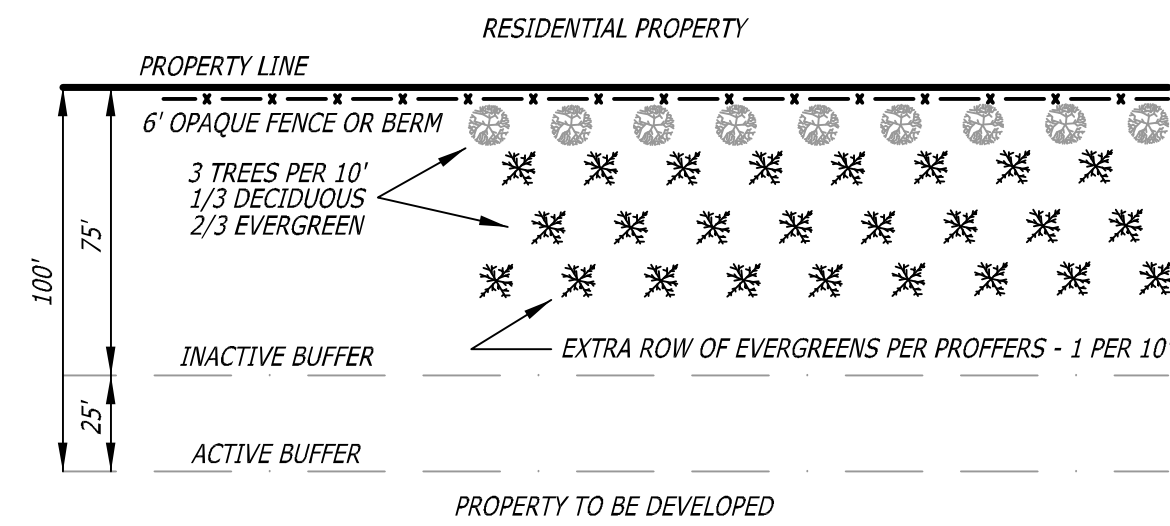 RESIDENTIAL PROPERTY
PROPERTY LINE
6' OPAQUE FENCE OR BERM
3 TREES PER 10'
1/3 DECIDUOUS
2/3 EVERGREEN
75'
100'
EXTRA ROW OF EVERGREENS PER PROFFERS - 1 PER 10'
INACTIVE BUFFER
25'
ACTIVE BUFFER
PROPERTY TO BE DEVELOPED